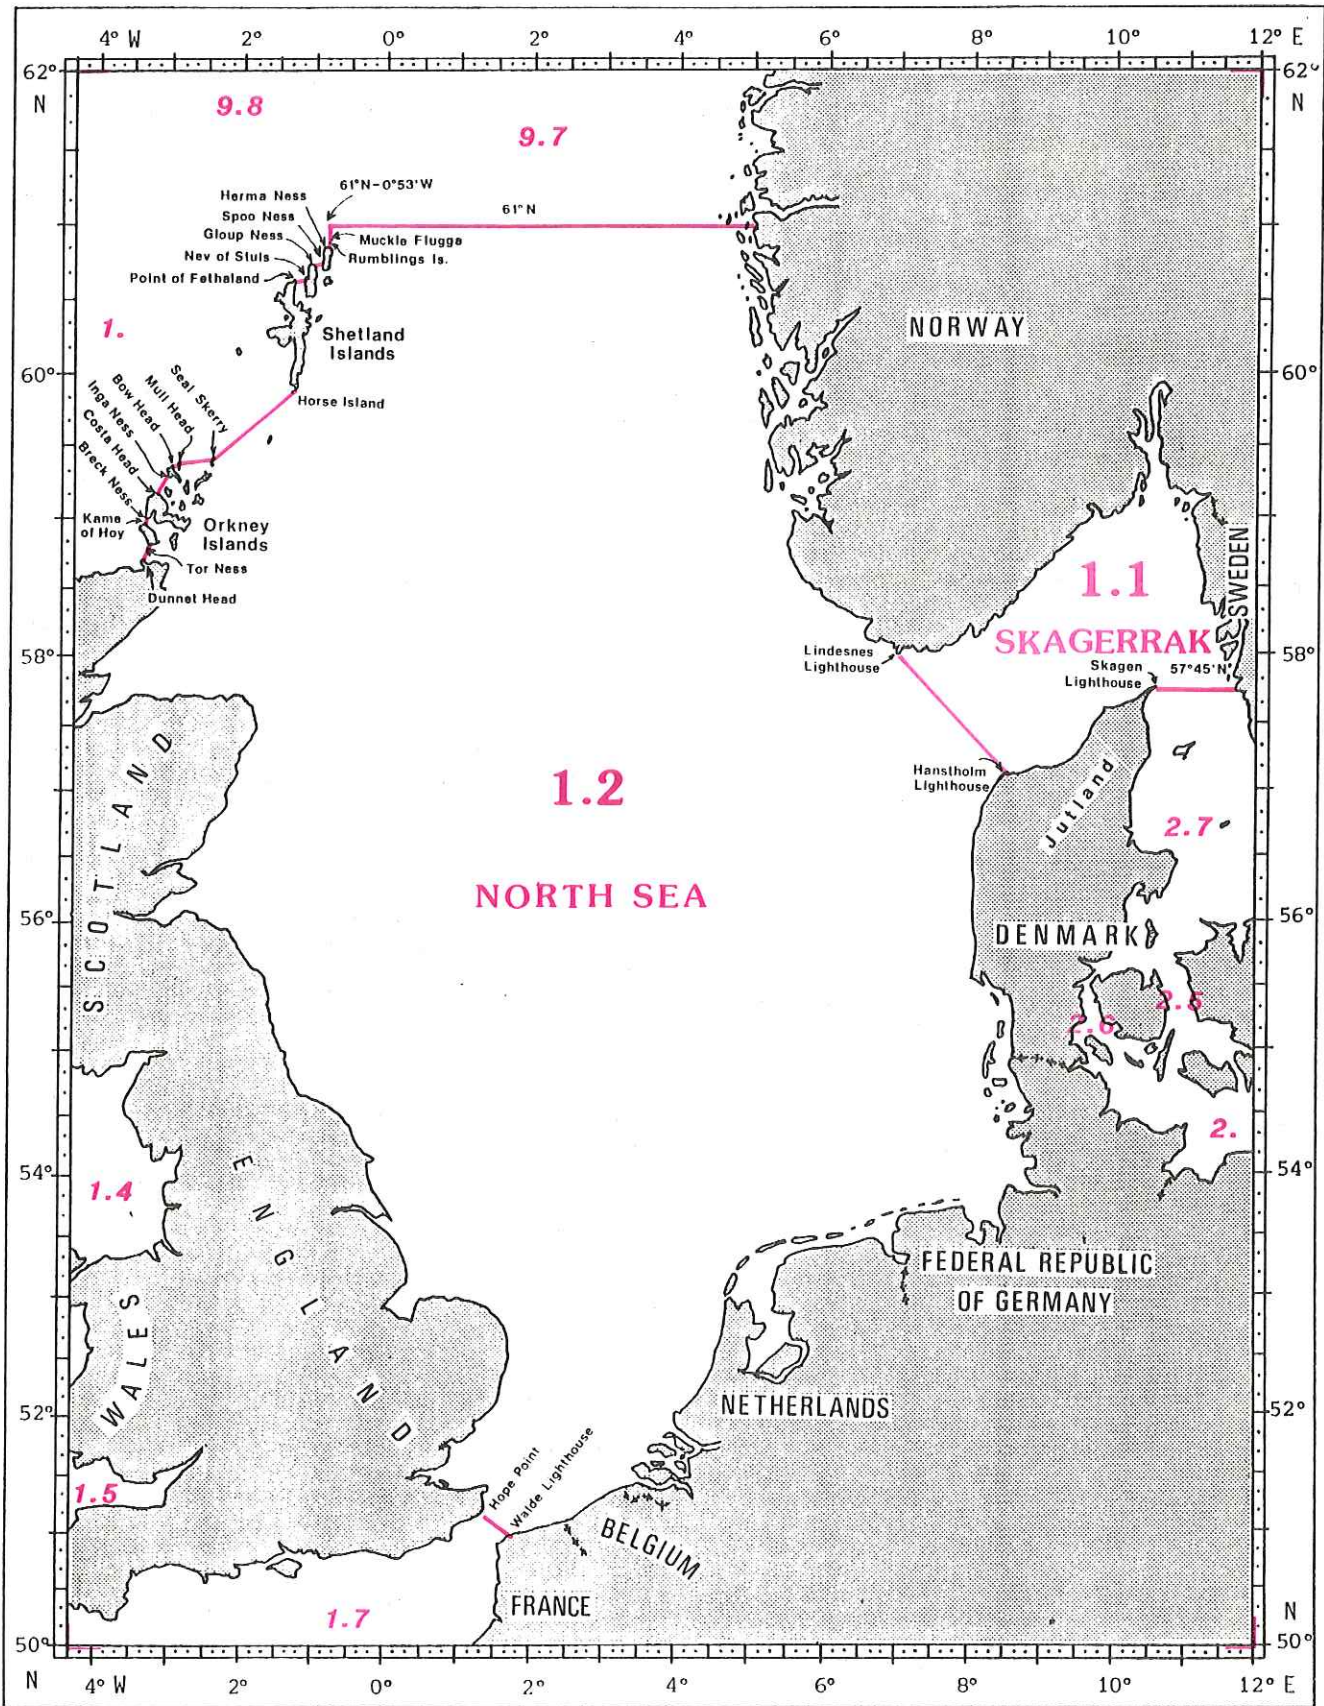 4° W 2° 0° 2° 4° 6° 8° 10° 12° E
62° 62°
N N
9.8
9.7
61°N-0°53'W
Herma Ness
Spoo Ness
61°N
Gloup Ness
Muckle Flugga
Nev of Stuis
Rumblings Is.
Point of Fethaland
NORWAY
1.
Shetland
Islands
60° 60°
Seal Skerry
Mull Head
Bow Head
Inga Ness
Costa Head
Breck Ness
Horse Island
Kame
of Hoy
Orkney
Islands
Tor Ness
Dunnet Head
SWEDEN
1.1
SKAGERRAK
Lindesnes
Lighthouse
58° 58°
Skagen
Lighthouse
57°45'N
Hanstholm
Lighthouse
Jutland
SCOTLAND
1.2
2.7
NORTH SEA
56° 56°
DENMARK
2.5
2.6
2.
54° 54°
1.4
ENGLAND
FEDERAL REPUBLIC
OF GERMANY
WALES
NETHERLANDS
52° 52°
Hope Point
Walde Lighthouse
1.5
BELGIUM
FRANCE
1.7
N
50° 50°
N 4° W 2° 0° 2° 4° 6° 8° 10° 12° E